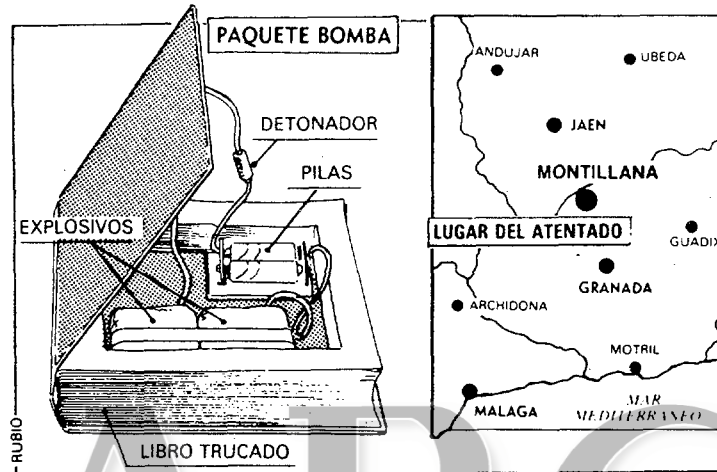 PAQUETE BOMBA
DETONADOR
PILAS
EXPLOSIVOS
LIBRO TRUCADO
RUBIO
ANDUJAR
UBEDA
JAEN
MONTILLANA
LUGAR DEL ATENTADO
GUADIX
GRANADA
ARCHIDONA
MOTRIL
MALAGA
MAR
MEDITERRANEO
ABC